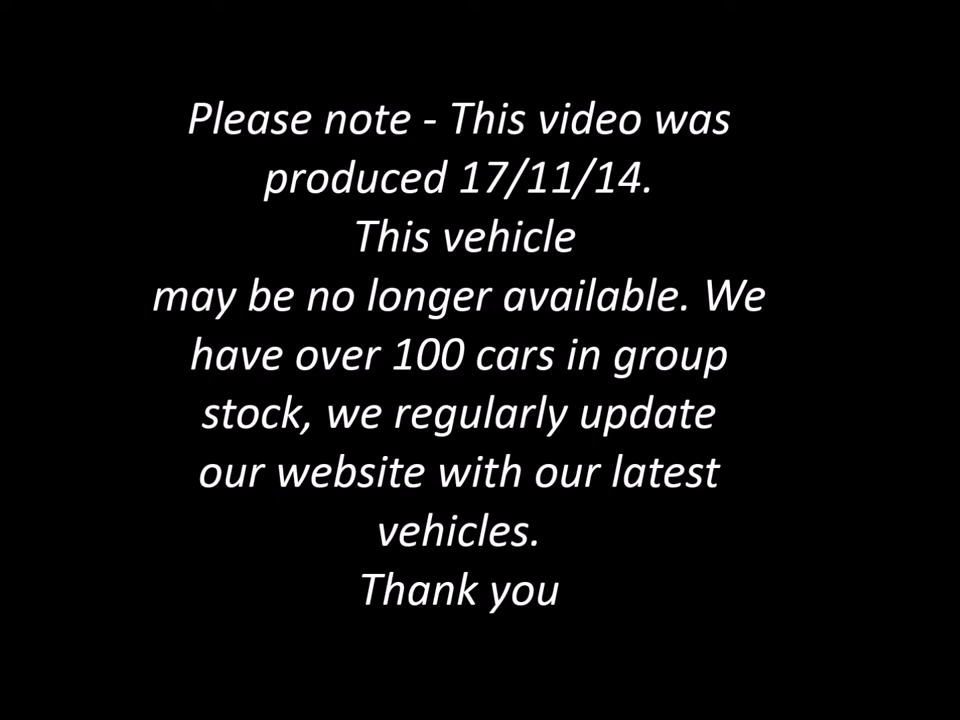 Please note - This video was
produced 17/11/14.
This vehicle
may be no longer available. We
have over 100 cars in group
stock, we regularly update
our website with our latest
vehicles.
Thank you